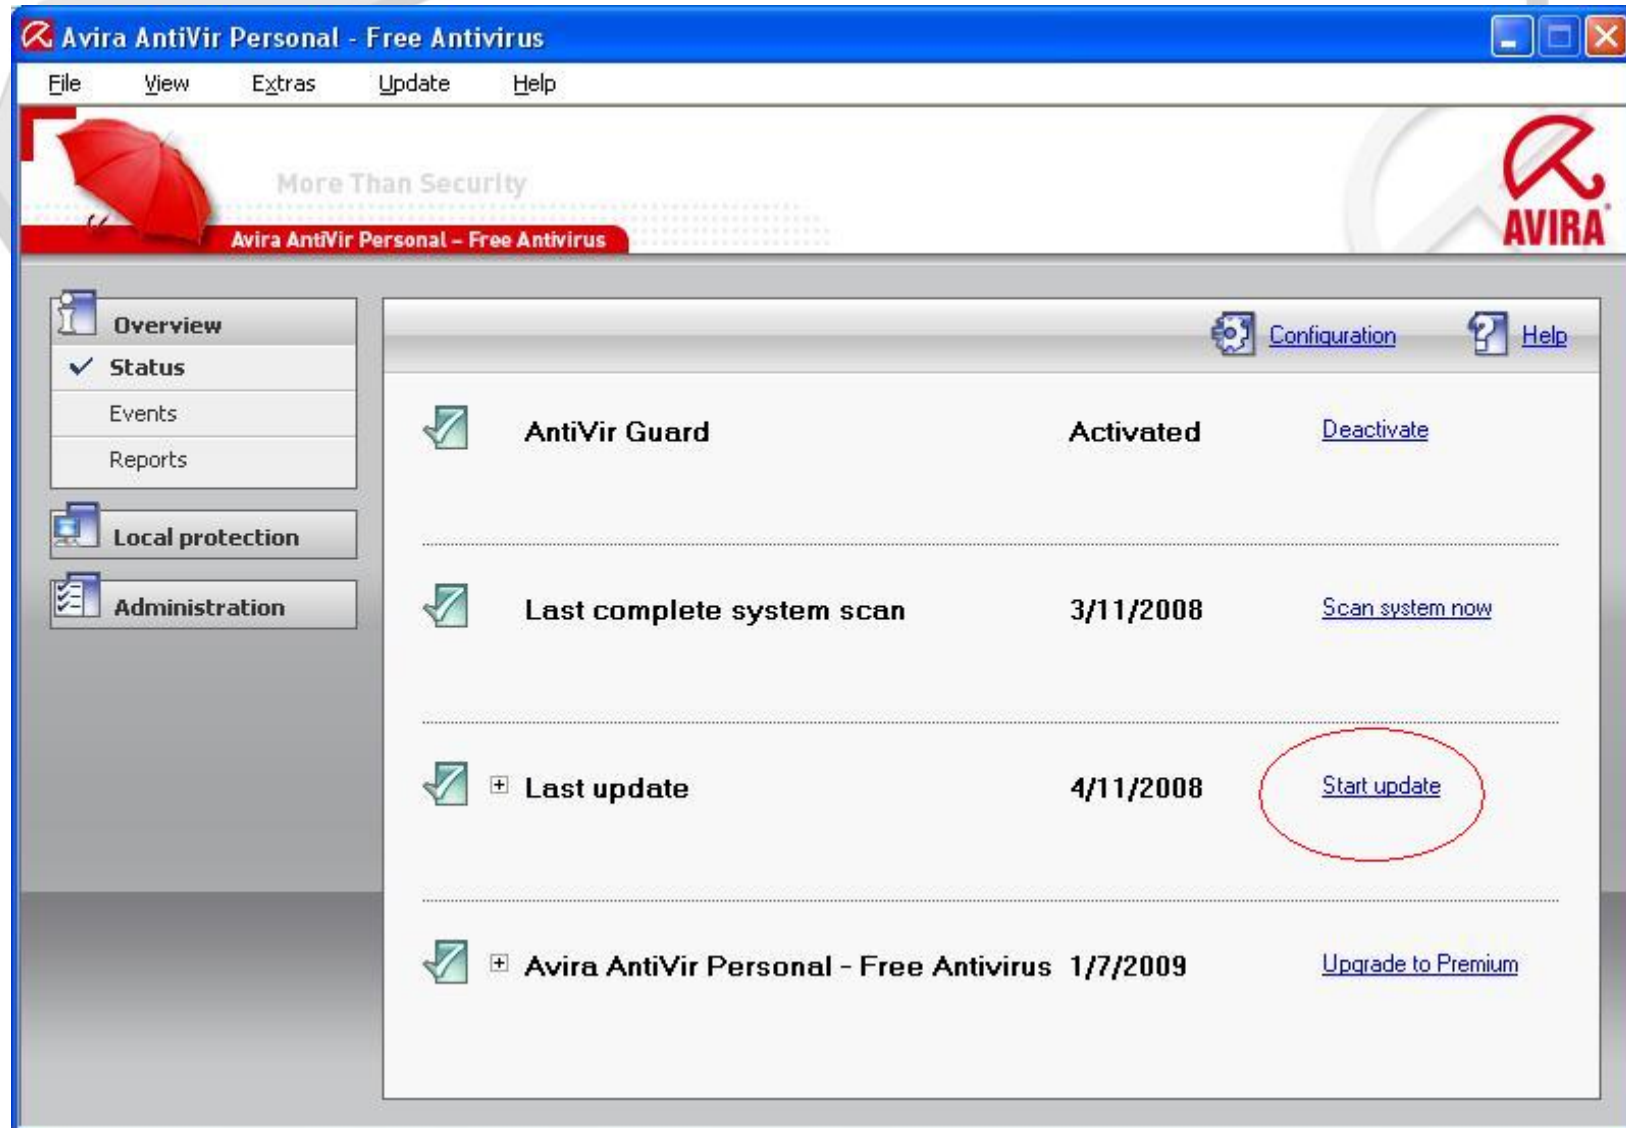 Avira AntiVir Personal - Free Antivirus
File View Extras Update Help
More Than Security
Avira AntiVir Personal – Free Antivirus
AVIRA
Overview
Status
Events
Reports
Local protection
Administration
Configuration Help
AntiVir Guard Activated Deactivate
Last complete system scan 3/11/2008 Scan system now
Last update 4/11/2008 Start update
Avira AntiVir Personal - Free Antivirus 1/7/2009 Upgrade to Premium